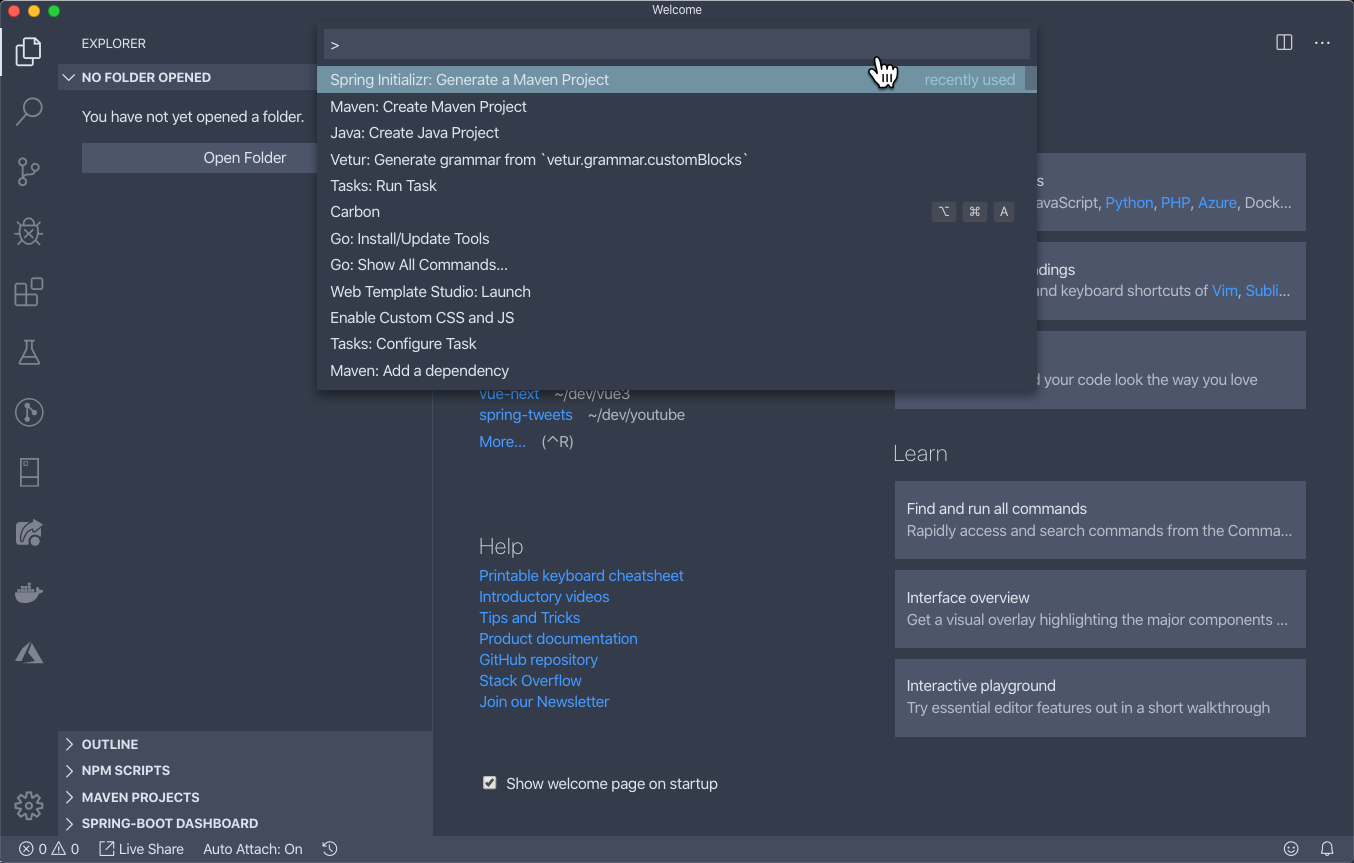 Welcome
EXPLORER
NO FOLDER OPENED
You have not yet opened a folder.
Open Folder
>
Spring Initializr: Generate a Maven Project recently used
Maven: Create Maven Project
Java: Create Java Project
Vetur: Generate grammar from `vetur.grammar.customBlocks`
Tasks: Run Task
Carbon ⌥ ⌘ A
Go: Install/Update Tools
Go: Show All Commands...
Web Template Studio: Launch
Enable Custom CSS and JS
Tasks: Configure Task
Maven: Add a dependency
vue-next ~/dev/vue3
spring-tweets ~/dev/youtube
More... (^R)
Help
Printable keyboard cheatsheet
Introductory videos
Tips and Tricks
Product documentation
GitHub repository
Stack Overflow
Join our Newsletter
Show welcome page on startup
s
avaScript, Python, PHP, Azure, Dock...
dings
nd keyboard shortcuts of Vim, Subli...
d your code look the way you love
Learn
Find and run all commands
Rapidly access and search commands from the Comma...
Interface overview
Get a visual overlay highlighting the major components ...
Interactive playground
Try essential editor features out in a short walkthrough
OUTLINE
NPM SCRIPTS
MAVEN PROJECTS
SPRING-BOOT DASHBOARD
0 0 Live Share Auto Attach: On